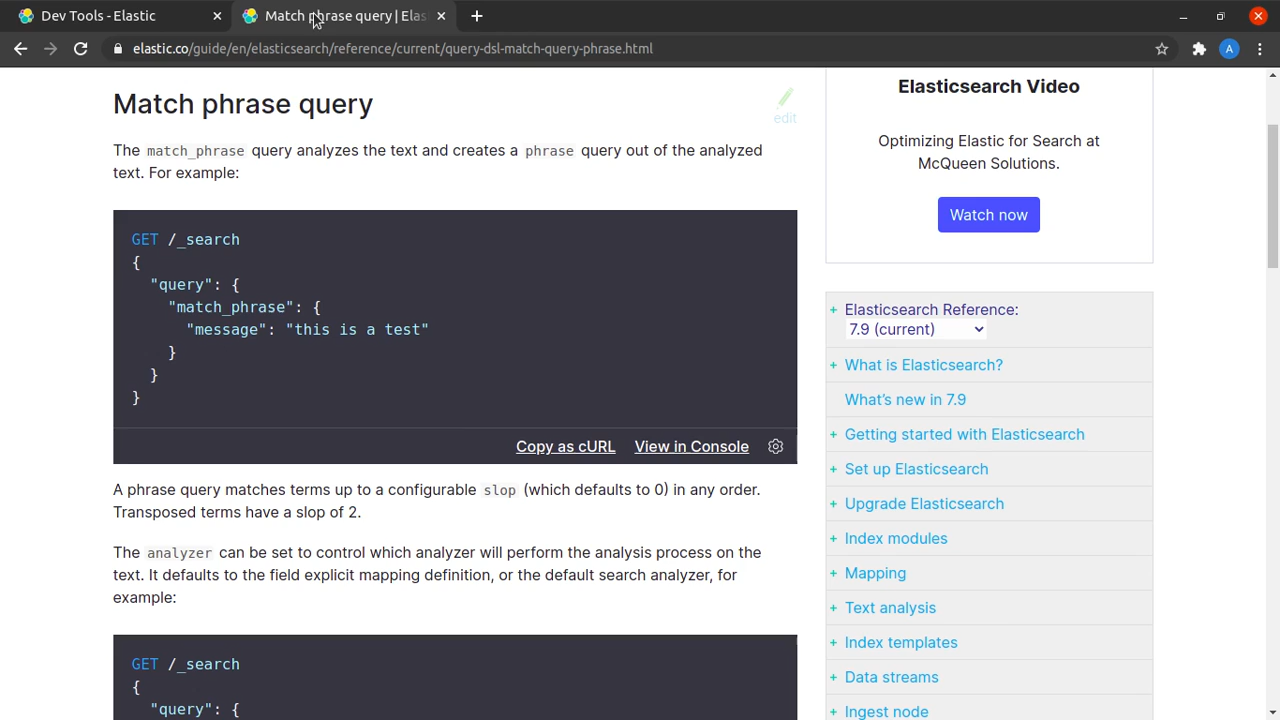 Dev Tools - Elastic
Match phrase query | Elas
elastic.co/guide/en/elasticsearch/reference/current/query-dsl-match-query-phrase.html
A
Match phrase query
edit
The match_phrase query analyzes the text and creates a phrase query out of the analyzed
text. For example:
GET /_search
{
"query": {
"match_phrase": {
"message": "this is a test"
}
}
}
Copy as cURL View in Console
A phrase query matches terms up to a configurable slop (which defaults to 0) in any order.
Transposed terms have a slop of 2.
The analyzer can be set to control which analyzer will perform the analysis process on the
text. It defaults to the field explicit mapping definition, or the default search analyzer, for
example:
GET /_search
{
"query": {
Elasticsearch Video
Optimizing Elastic for Search at
McQueen Solutions.
Watch now
+ Elasticsearch Reference:
7.9 (current)
+ What is Elasticsearch?
What's new in 7.9
+ Getting started with Elasticsearch
+ Set up Elasticsearch
+ Upgrade Elasticsearch
+ Index modules
+ Mapping
+ Text analysis
+ Index templates
+ Data streams
+ Ingest node